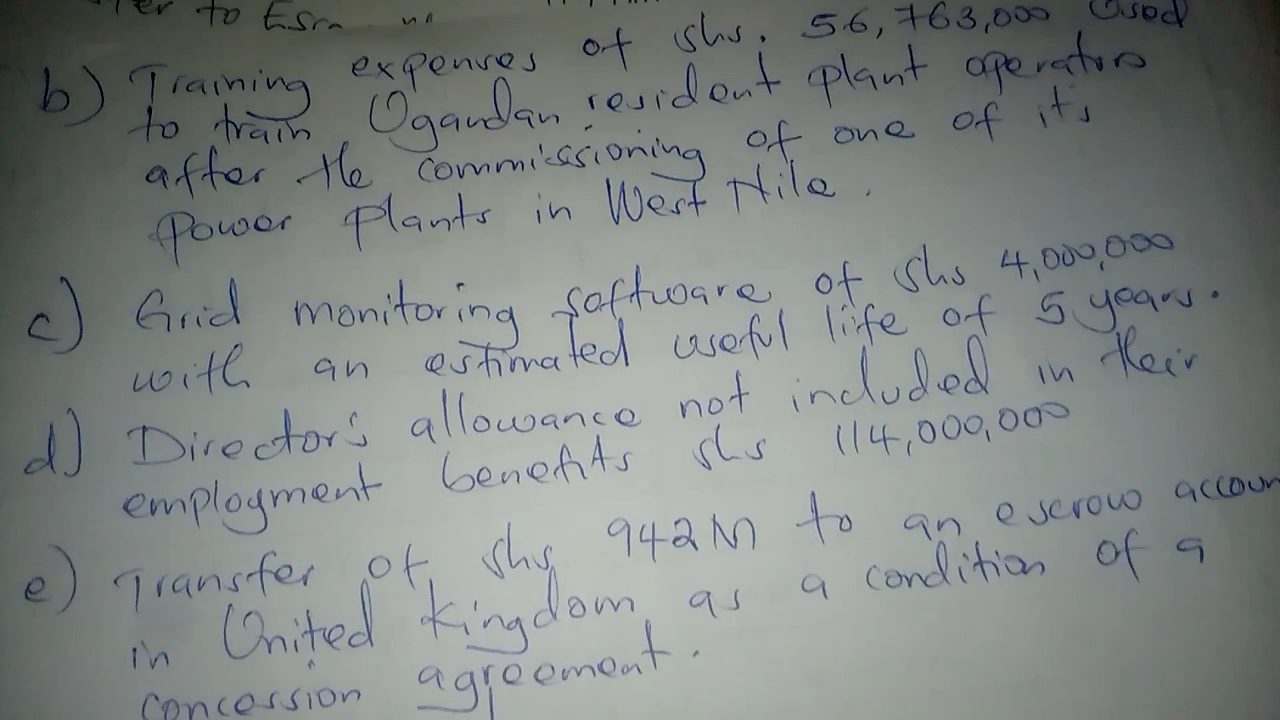 to Esm
b) Training expenses of shs. 56,763,000 used
to train Ugandan resident plant operators
after the commissioning of one of its
power plants in West Nile.
c) Grid monitoring software of shs 4,000,000
with an estimated useful life of 5 years.
d) Director's allowance not included in their
employment benefits shs 114,000,000
e) Transfer of shs 942M to an escrow accoun
in United Kingdom as a condition of a
concession agreement.